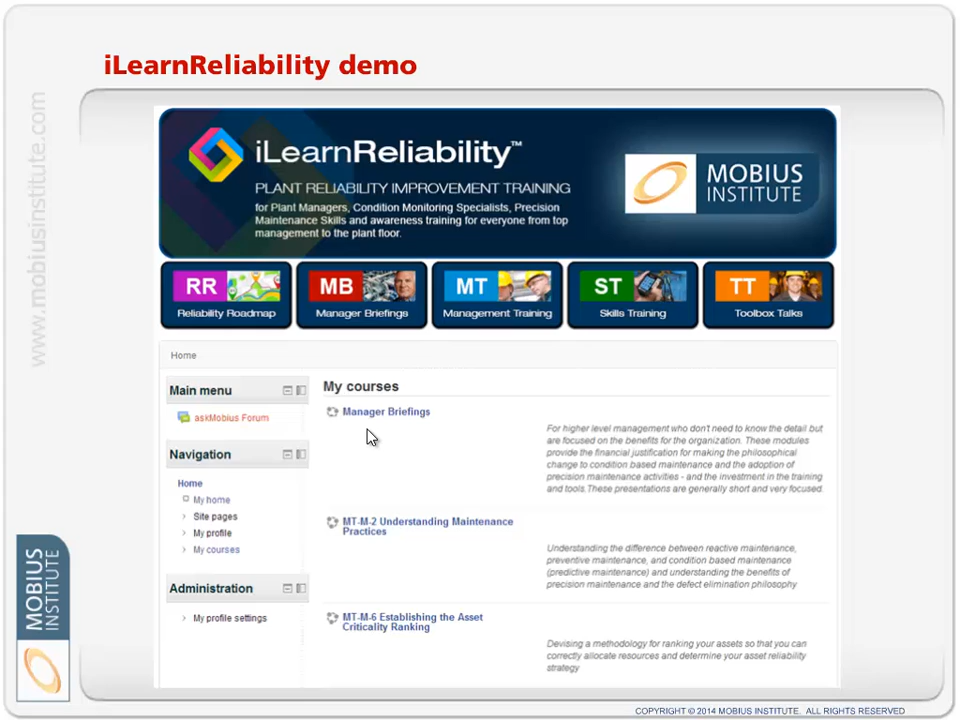 iLearnReliability demo
www.mobiusinstitute.com
iLearnReliability™
PLANT RELIABILITY IMPROVEMENT TRAINING
for Plant Managers, Condition Monitoring Specialists, Precision
Maintenance Skills and awareness training for everyone from top
management to the plant floor.
MOBIUS
INSTITUTE
RR
Reliability Roadmap
MB
Manager Briefings
MT
Management Training
ST
Skills Training
TT
Toolbox Talks
Home
Main menu
askMobius Forum
Navigation
Home
My home
Site pages
My profile
My courses
Administration
My profile settings
My courses
Manager Briefings
For higher level management who don't need to know the detail but
are focused on the benefits for the organization. These modules
provide the financial justification for making the philosophical
change to condition based maintenance and the adoption of
precision maintenance activities - and the investment in the training
and tools.These presentations are generally short and very focused.
MT-M-2 Understanding Maintenance
Practices
Understanding the difference between reactive maintenance,
preventive maintenance, and condition based maintenance
(predictive maintenance) and understanding the benefits of
precision maintenance and the defect elimination philosophy
MT-M-6 Establishing the Asset
Criticality Ranking
Devising a methodology for ranking your assets so that you can
correctly allocate resources and determine your asset reliability
strategy
MOBIUS
INSTITUTE
COPYRIGHT © 2014 MOBIUS INSTITUTE. ALL RIGHTS RESERVED